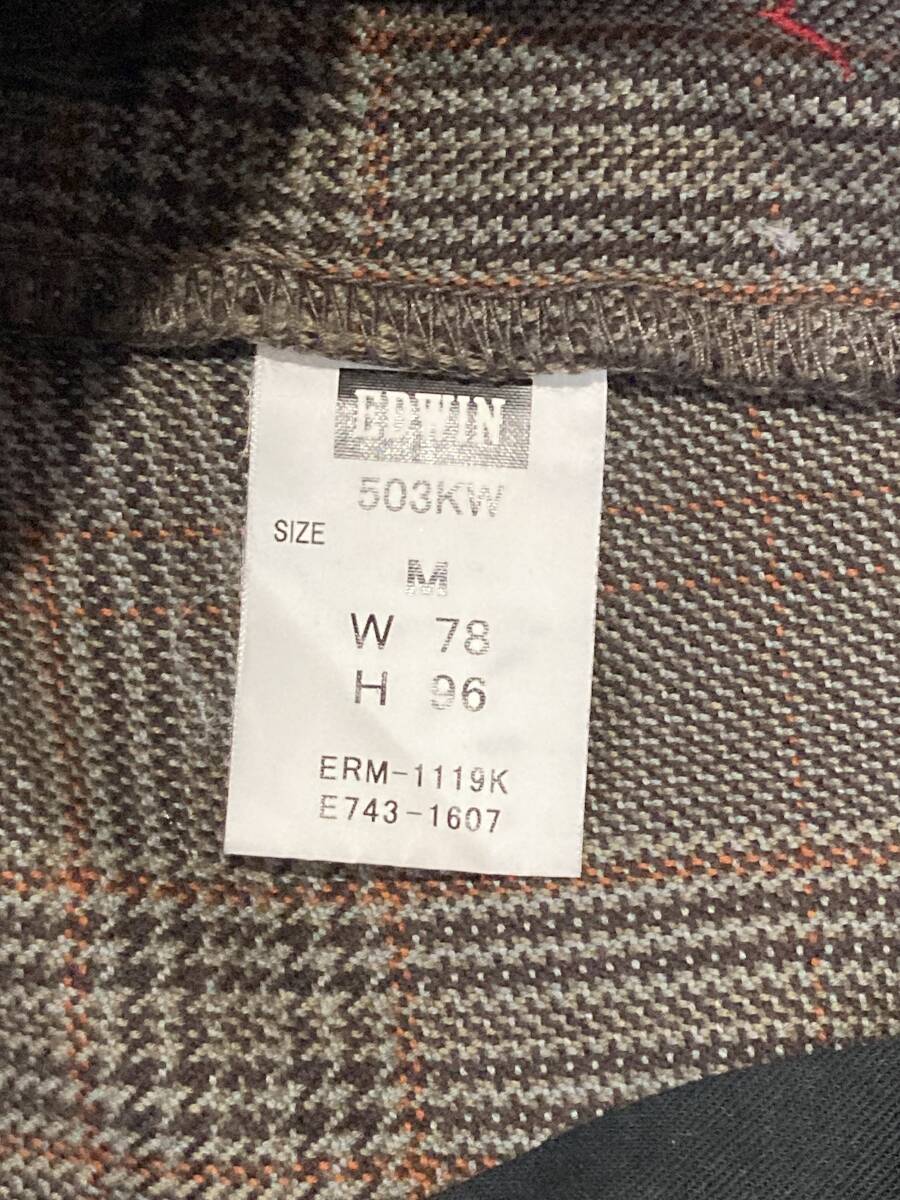 EDWIN
503KW
SIZE
M
W 78
H 96
ERM-1119K
E743-1607